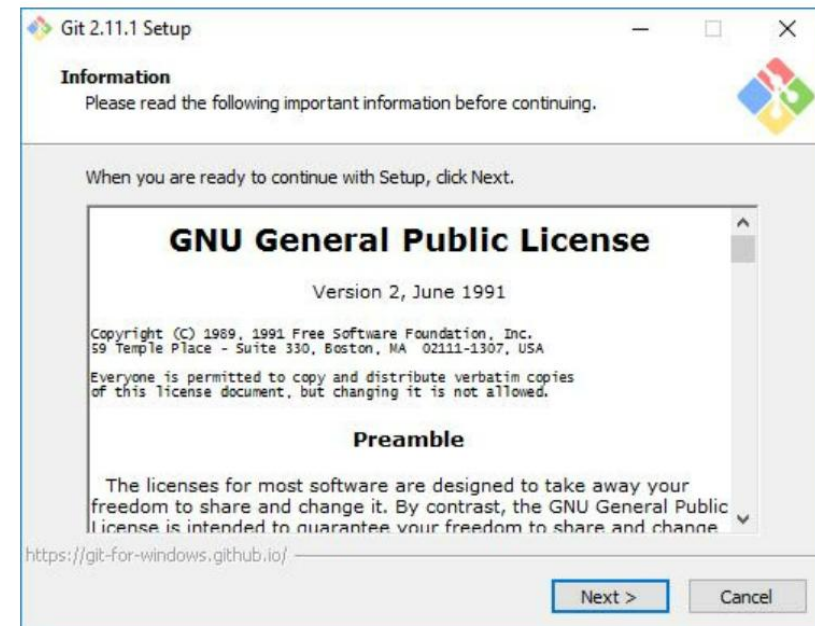 Git 2.11.1 Setup
Information
Please read the following important information before continuing.
When you are ready to continue with Setup, click Next.
GNU General Public License
Version 2, June 1991
Copyright (C) 1989, 1991 Free Software Foundation, Inc.
59 Temple Place - Suite 330, Boston, MA  02111-1307, USA
Everyone is permitted to copy and distribute verbatim copies
of this license document, but changing it is not allowed.
Preamble
The licenses for most software are designed to take away your
freedom to share and change it. By contrast, the GNU General Public
License is intended to guarantee your freedom to share and change
https://git-for-windows.github.io/
Next >
Cancel